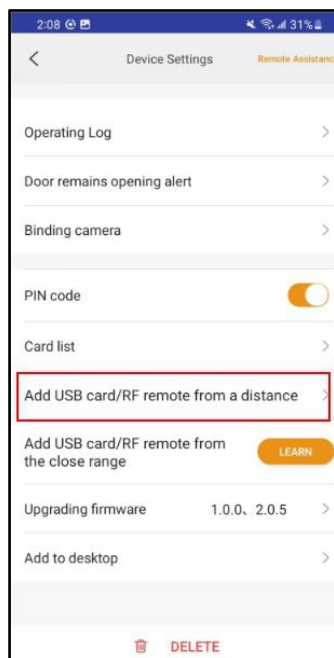 2:08 31%
Device Settings Remote Assistanc
Operating Log
Door remains opening alert
Binding camera
PIN code
Card list
Add USB card/RF remote from a distance
Add USB card/RF remote from
the close range LEARN
Upgrading firmware 1.0.0、2.0.5
Add to desktop
DELETE